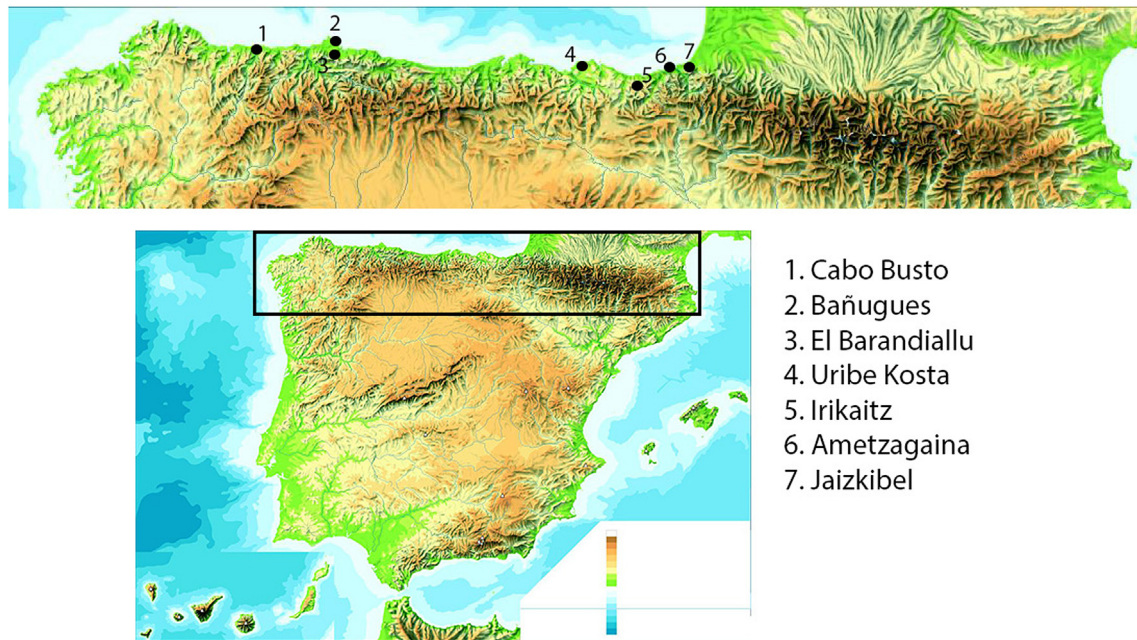 1
2
3
4
5
6
7
1. Cabo Busto
2. Bañugues
3. El Barandiallu
4. Uribe Kosta
5. Irikaitz
6. Ametzagaina
7. Jaizkibel